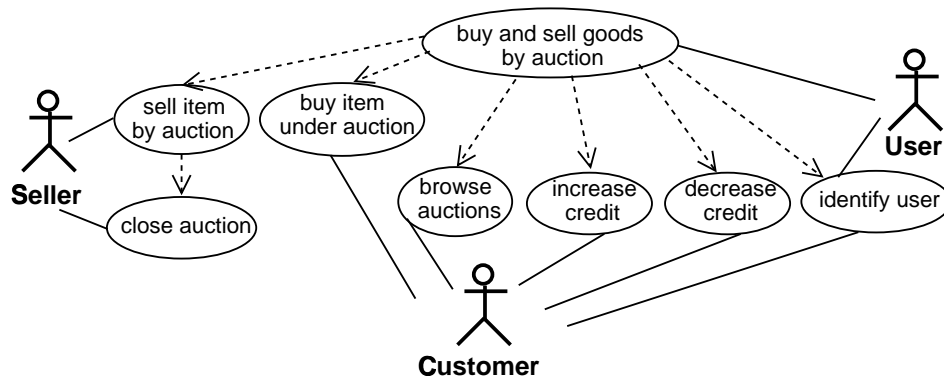 buy and sell goods
by auction
sell item
by auction
buy item
under auction
User
Seller
browse
auctions
increase
credit
decrease
credit
identify user
close auction
Customer